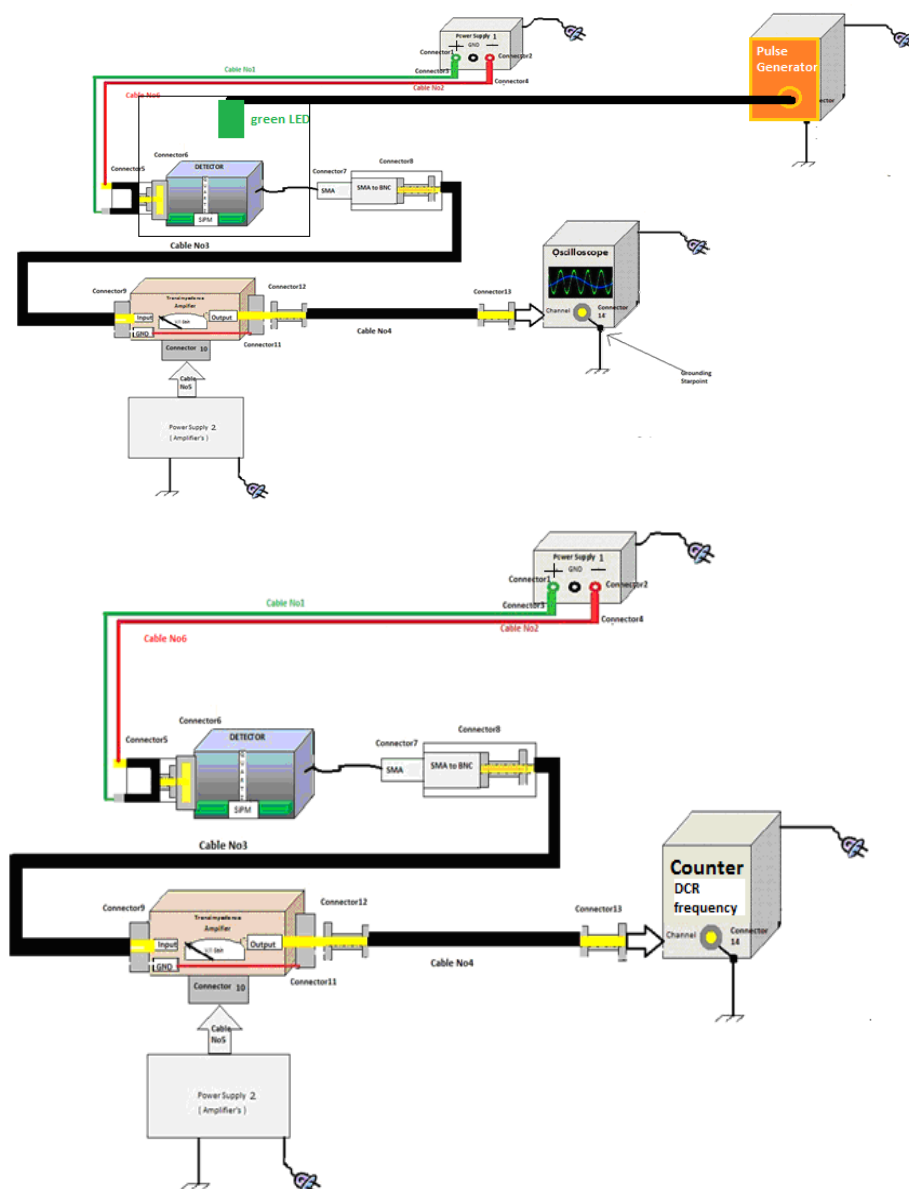 Power Supply 1
Connector1
+ GND −
Connector2
Pulse
Generator
Cable No1
Connector3
Connector4
Cable No6
Cable No2
green LED
Connector6
Connector5
DETECTOR
QUARTZ
SiPM
Connector7
Connector8
SMA
SMA to BNC
Cable No3
Connector9
Connector12
Connector13
Oscilloscope
Transimpedance
Amplifier
Input
Output
GND
Channel
Connector
14
Cable No4
Connector 10
Connector11
Cable
No5
Grounding
Starpoint
Power Supply 2
( Amplifier's )
Power Supply 1
Connector1
+ GND −
Connector2
Cable No1
Connector3
Connector4
Cable No6
Cable No2
Connector6
Connector5
DETECTOR
SiPM
Connector7
Connector8
SMA
SMA to BNC
Cable No3
Counter
DCR
frequency
Connector9
Connector12
Connector13
Amplifier
Input
Output
GND
Channel
Connector
14
Cable No4
Connector 10
Connector11
Cable
No5
Power Supply 2
( Amplifier's )